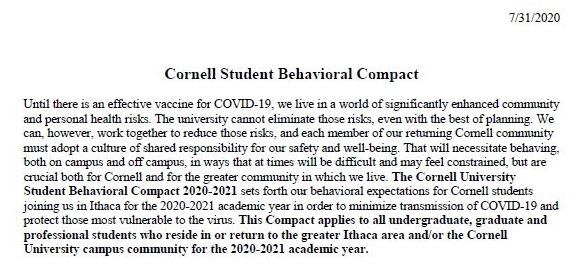 7/31/2020
Cornell Student Behavioral Compact
Until there is an effective vaccine for COVID-19, we live in a world of significantly enhanced community
and personal health risks. The university cannot eliminate those risks, even with the best of planning. We
can, however, work together to reduce those risks, and each member of our returning Cornell community
must adopt a culture of shared responsibility for our safety and well-being. That will necessitate behaving,
both on campus and off campus, in ways that at times will be difficult and may feel constrained, but are
crucial both for Cornell and for the greater community in which we live. The Cornell University
Student Behavioral Compact 2020-2021 sets forth our behavioral expectations for Cornell students
joining us in Ithaca for the 2020-2021 academic year in order to minimize transmission of COVID-19 and
protect those most vulnerable to the virus. This Compact applies to all undergraduate, graduate and
professional students who reside in or return to the greater Ithaca area and/or the Cornell
University campus community for the 2020-2021 academic year.